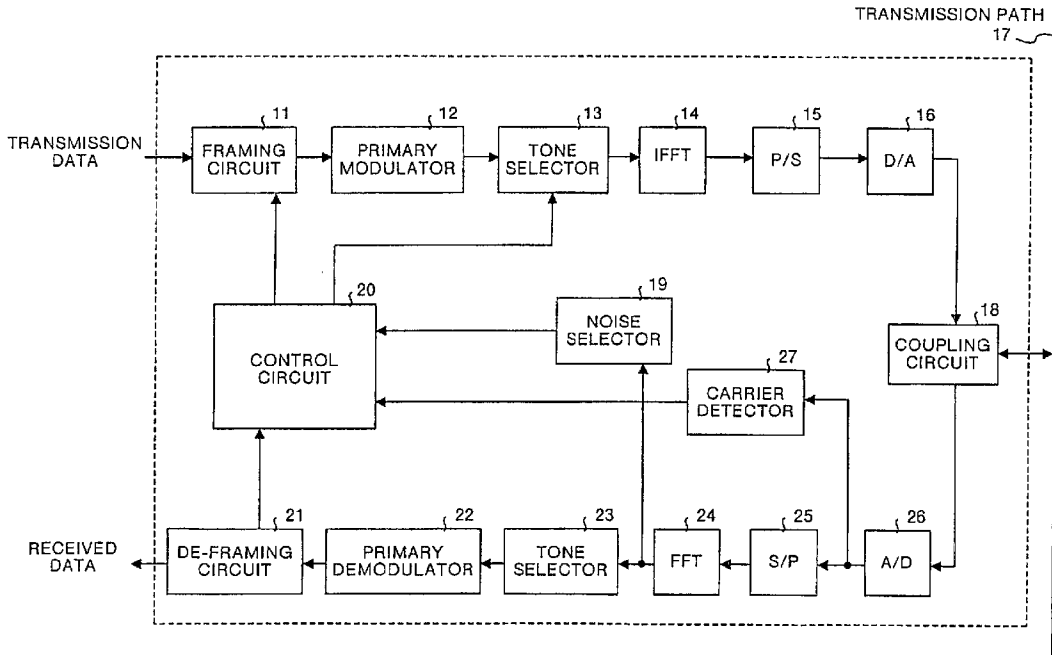 TRANSMISSION PATH
17
11
12
13
14
15
16
TRANSMISSION
DATA
FRAMING
CIRCUIT
PRIMARY
MODULATOR
TONE
SELECTOR
IFFT
P/S
D/A
20
19
18
CONTROL
CIRCUIT
NOISE
SELECTOR
COUPLING
CIRCUIT
27
CARRIER
DETECTOR
21
22
23
24
25
26
RECEIVED
DATA
DE-FRAMING
CIRCUIT
PRIMARY
DEMODULATOR
TONE
SELECTOR
FFT
S/P
A/D